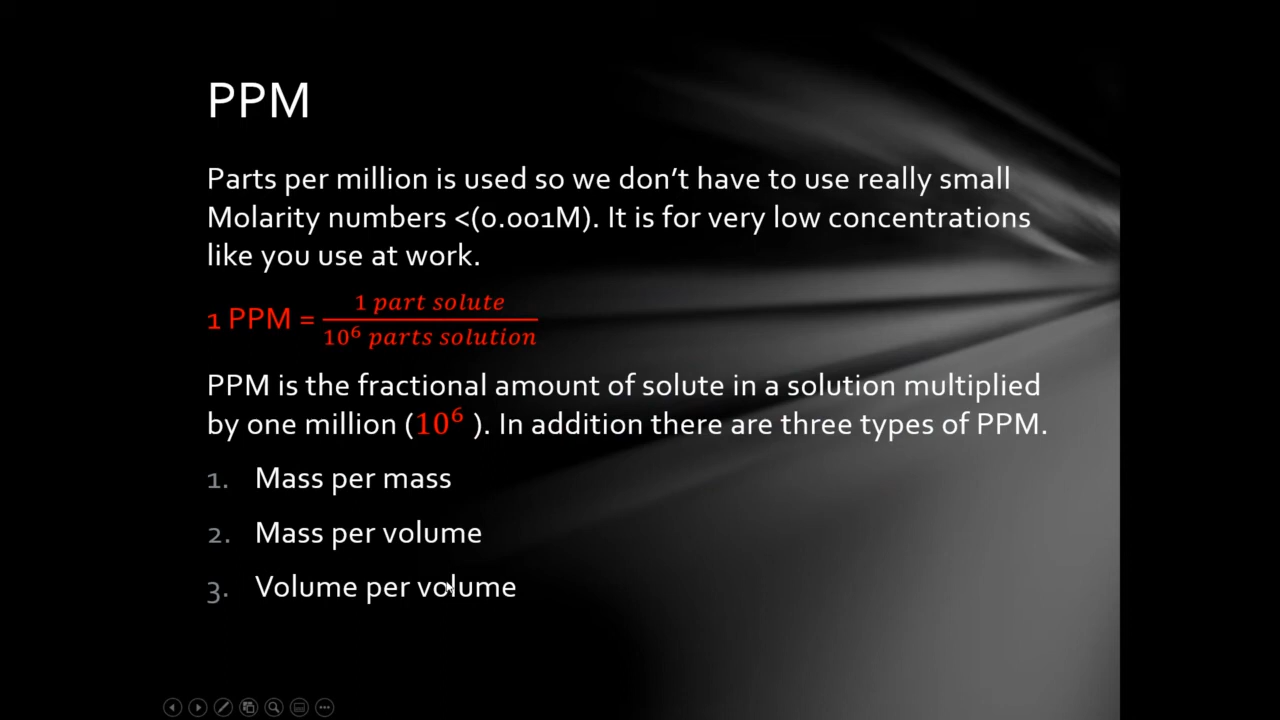 PPM
Parts per million is used so we don't have to use really small
Molarity numbers <(0.001M). It is for very low concentrations
like you use at work.
1 PPM = \frac{1 part solute}{10^6 parts solution}
PPM is the fractional amount of solute in a solution multiplied
by one million (10⁶ ). In addition there are three types of PPM.
1. Mass per mass
2. Mass per volume
3. Volume per volume